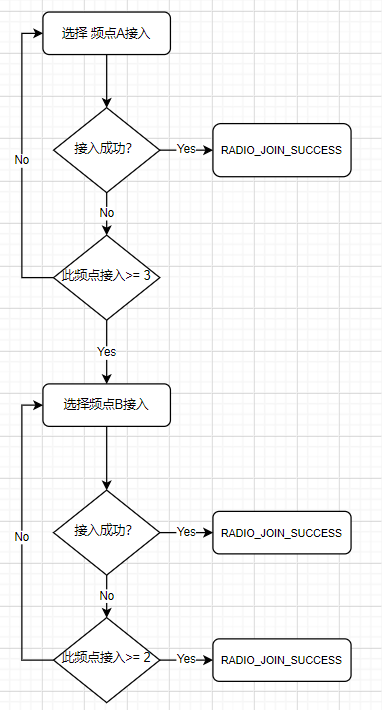 选择 频点A接入
接入成功?
Yes
RADIO_JOIN_SUCCESS
No
No
此频点接入>= 3
Yes
选择频点B接入
接入成功?
Yes
RADIO_JOIN_SUCCESS
No
No
此频点接入>= 2
Yes
RADIO_JOIN_SUCCESS